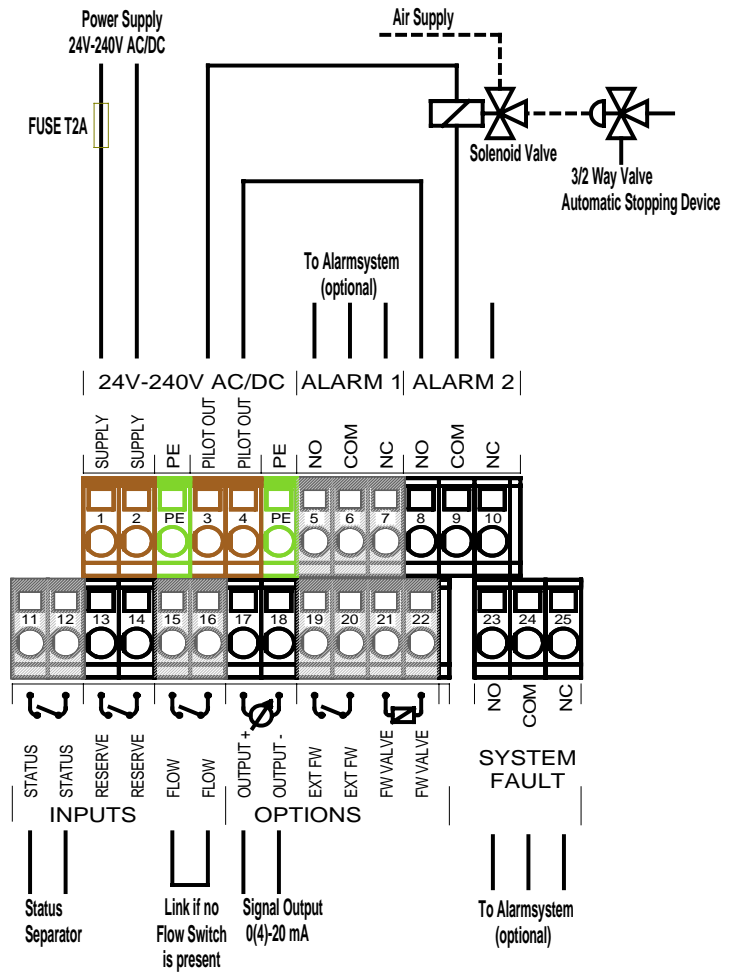 Power Supply
24V-240V AC/DC
Air Supply
FUSE T2A
Solenoid Valve
3/2 Way Valve
Automatic Stopping Device
To Alarmsystem
(optional)
24V-240V AC/DC ALARM 1 ALARM 2
SUPPLY SUPPLY PE PILOT OUT PILOT OUT PE NO COM NC NO COM NC
1 2 PE 3 4 PE 5 6 7 8 9 10
11 12 13 14 15 16 17 18 19 20 21 22 23 24 25
NO COM NC
STATUS STATUS RESERVE RESERVE FLOW FLOW OUTPUT + OUTPUT - EXT FW EXT FW FW VALVE FW VALVE
SYSTEM
FAULT
INPUTS OPTIONS
Status
Separator
Link if no
Flow Switch
is present
Signal Output
0(4)-20 mA
To Alarmsystem
(optional)